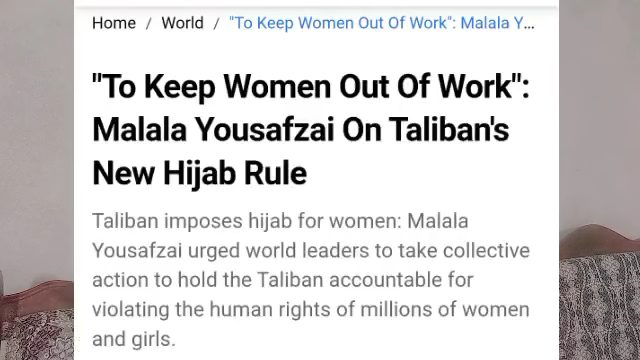 Home / World / "To Keep Women Out Of Work": Malala Y...
"To Keep Women Out Of Work":
Malala Yousafzai On Taliban's
New Hijab Rule
Taliban imposes hijab for women: Malala
Yousafzai urged world leaders to take collective
action to hold the Taliban accountable for
violating the human rights of millions of women
and girls.